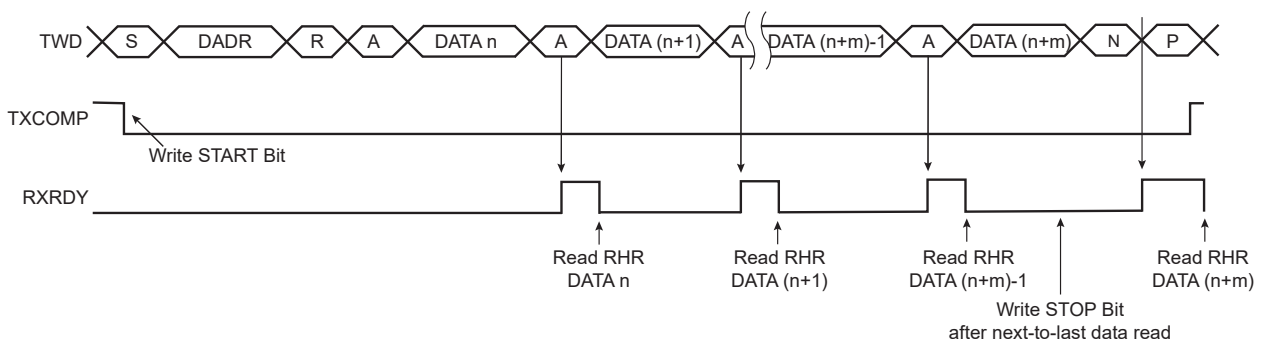 TWD S DADR R A DATA n A DATA (n+1) A DATA (n+m)-1 A DATA (n+m) N P
TXCOMP
Write START Bit
RXRDY
Read RHR Read RHR Read RHR Read RHR
DATA n DATA (n+1) DATA (n+m)-1 DATA (n+m)
Write STOP Bit
after next-to-last data read